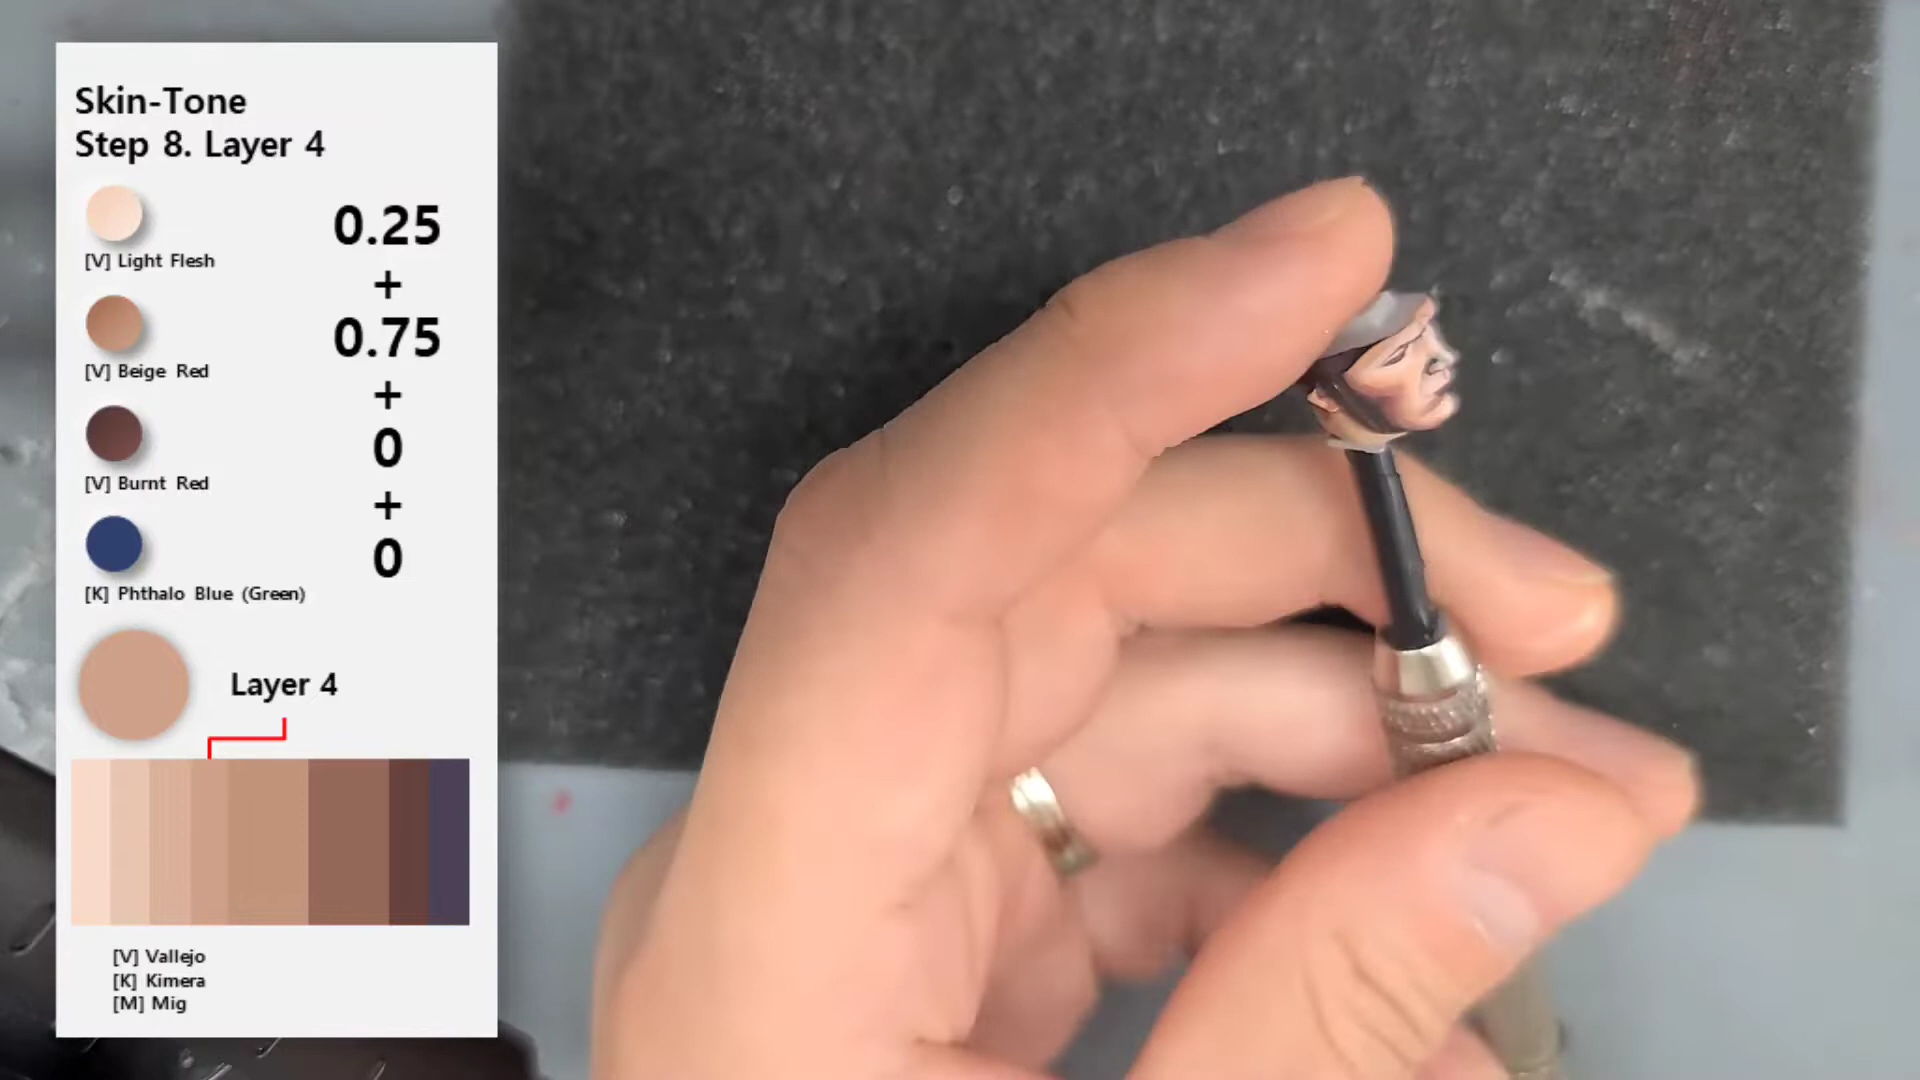 Skin-Tone
Step 8. Layer 4
0.25
[V] Light Flesh
+
0.75
[V] Beige Red
+
0
[V] Burnt Red
+
0
[K] Phthalo Blue (Green)
Layer 4
[V] Vallejo
[K] Kimera
[M] Mig